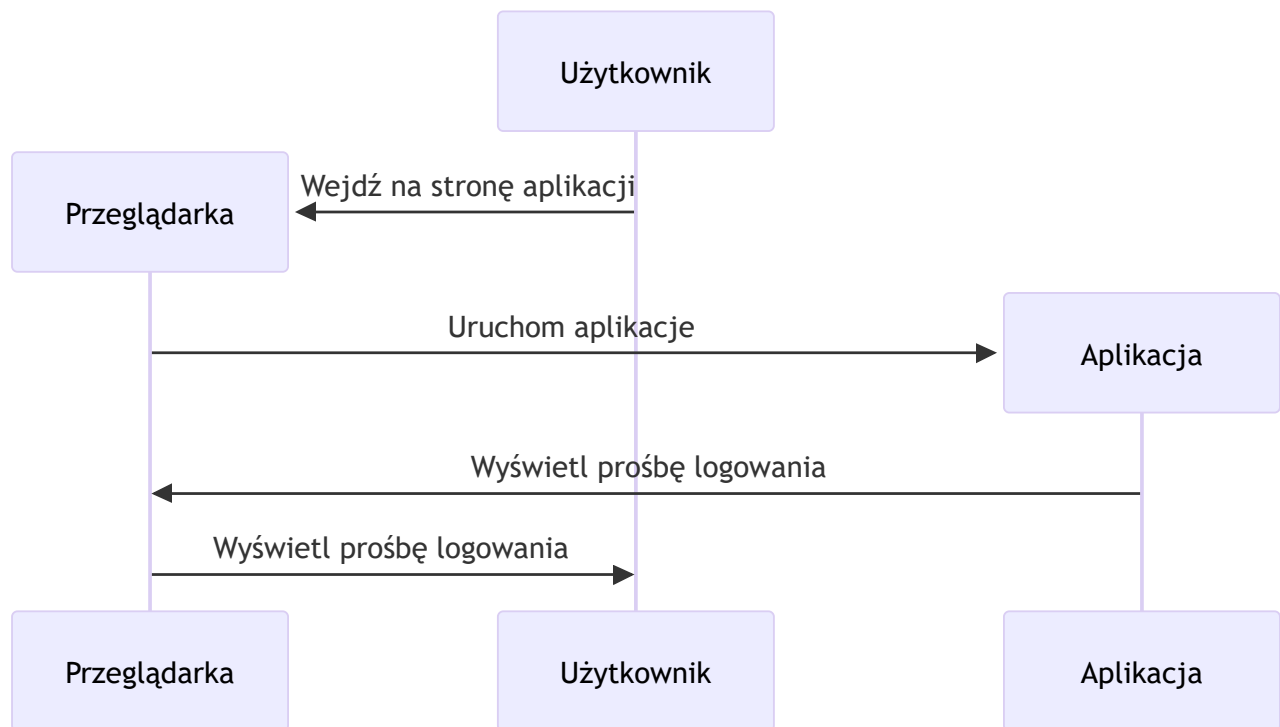 Użytkownik
Wejdź na stronę aplikacji
Przeglądarka
Uruchom aplikacje
Aplikacja
Wyświetl prośbę logowania
Wyświetl prośbę logowania
Przeglądarka
Użytkownik
Aplikacja